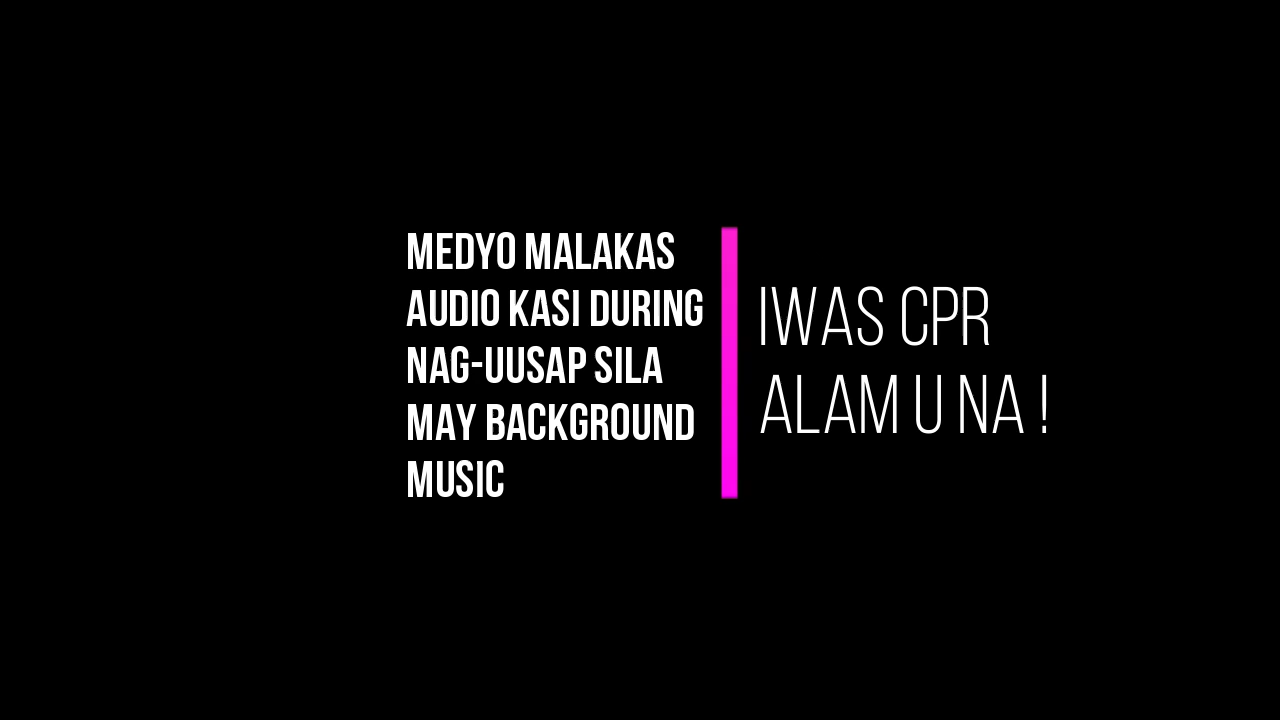 MEDYO MALAKAS
AUDIO KASI DURING
NAG-UUSAP SILA
MAY BACKGROUND
MUSIC
IWAS CPR
ALAM U NA !